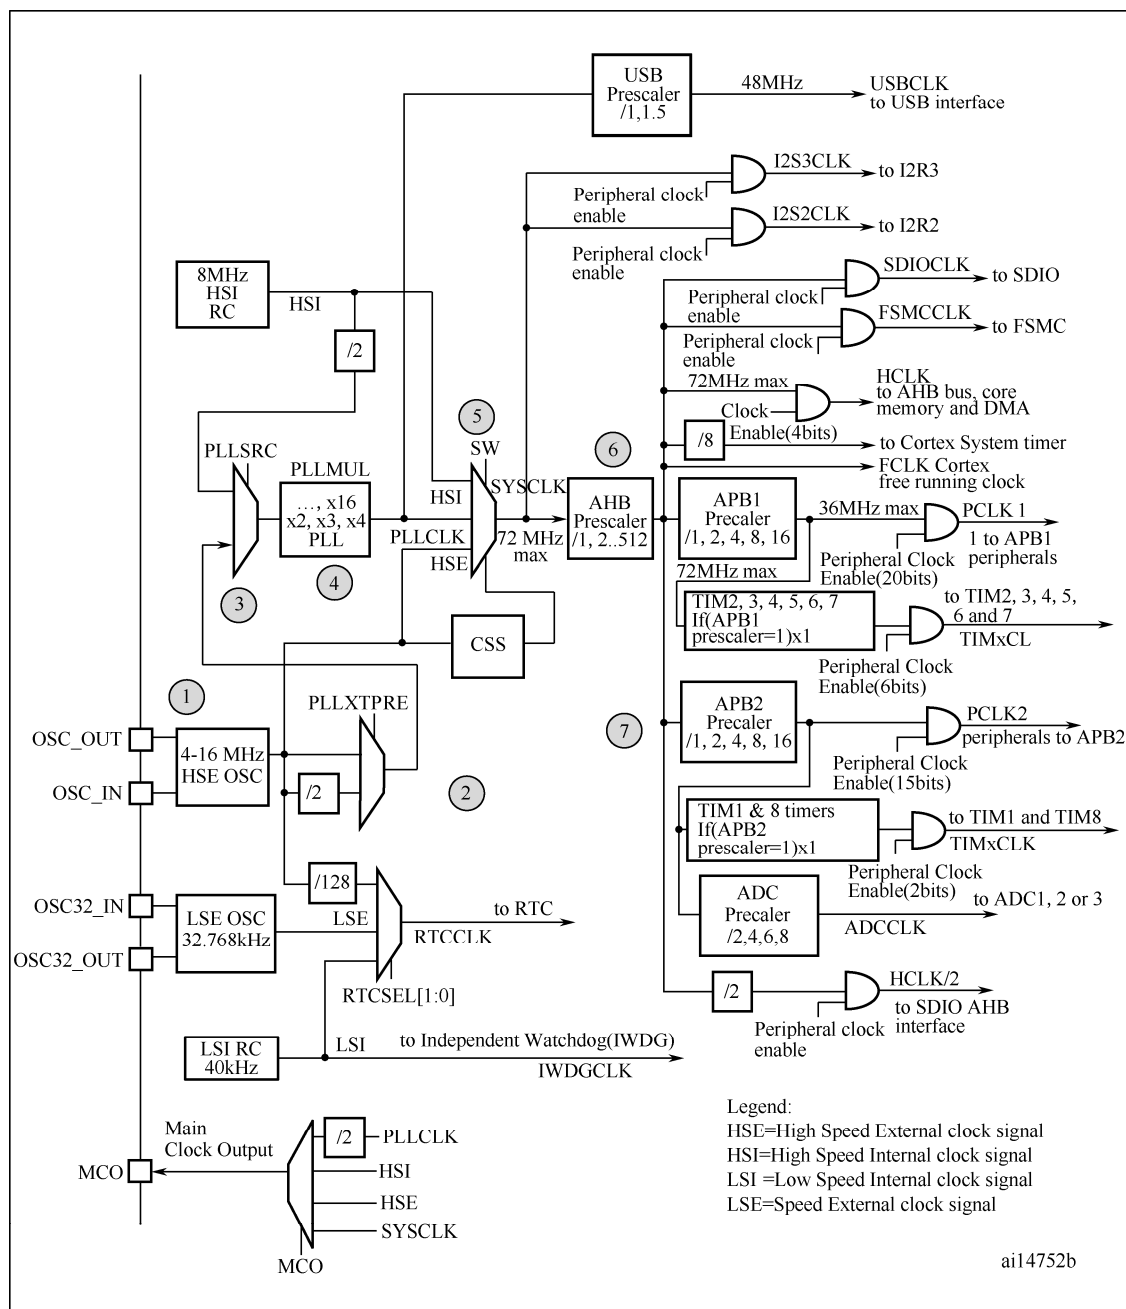 USB
Prescaler
/1,1.5
48MHz
USBCLK
to USB interface
I2S3CLK
to I2R3
Peripheral clock
enable
I2S2CLK
to I2R2
Peripheral clock
enable
8MHz
HSI
RC
HSI
/2
SDIOCLK
to SDIO
Peripheral clock
enable
FSMCCLK
to FSMC
Peripheral clock
enable
72MHz max
HCLK
to AHB bus, core
memory and DMA
Clock
Enable(4bits)
/8
to Cortex System timer
FCLK Cortex
free running clock
5
SW
6
PLLSRC
PLLMUL
..., x16
x2, x3, x4
PLL
HSI
SYSCLK
PLLCLK
HSE
72 MHz
max
AHB
Prescaler
/1, 2..512
APB1
Precaler
/1, 2, 4, 8, 16
36MHz max
PCLK 1
1 to APB1
peripherals
Peripheral Clock
Enable(20bits)
72MHz max
3
4
TIM2, 3, 4, 5, 6, 7
If(APB1
prescaler=1)x1
to TIM2, 3, 4, 5,
6 and 7
TIMxCL
Peripheral Clock
Enable(6bits)
CSS
1
PLLXTPRE
OSC_OUT
OSC_IN
4-16 MHz
HSE OSC
/2
2
7
APB2
Precaler
/1, 2, 4, 8, 16
PCLK2
peripherals to APB2
Peripheral Clock
Enable(15bits)
TIM1 & 8 timers
If(APB2
prescaler=1)x1
to TIM1 and TIM8
TIMxCLK
Peripheral Clock
Enable(2bits)
/128
OSC32_IN
OSC32_OUT
LSE OSC
32.768kHz
LSE
to RTC
RTCCLK
RTCSEL[1:0]
ADC
Precaler
/2,4,6,8
to ADC1, 2 or 3
ADCCLK
/2
HCLK/2
to SDIO AHB
interface
Peripheral clock
enable
LSI RC
40kHz
LSI
to Independent Watchdog(IWDG)
IWDGCLK
Main
Clock Output
MCO
/2
PLLCLK
HSI
HSE
SYSCLK
MCO
Legend:
HSE=High Speed External clock signal
HSI=High Speed Internal clock signal
LSI =Low Speed Internal clock signal
LSE=Speed External clock signal
ai14752b